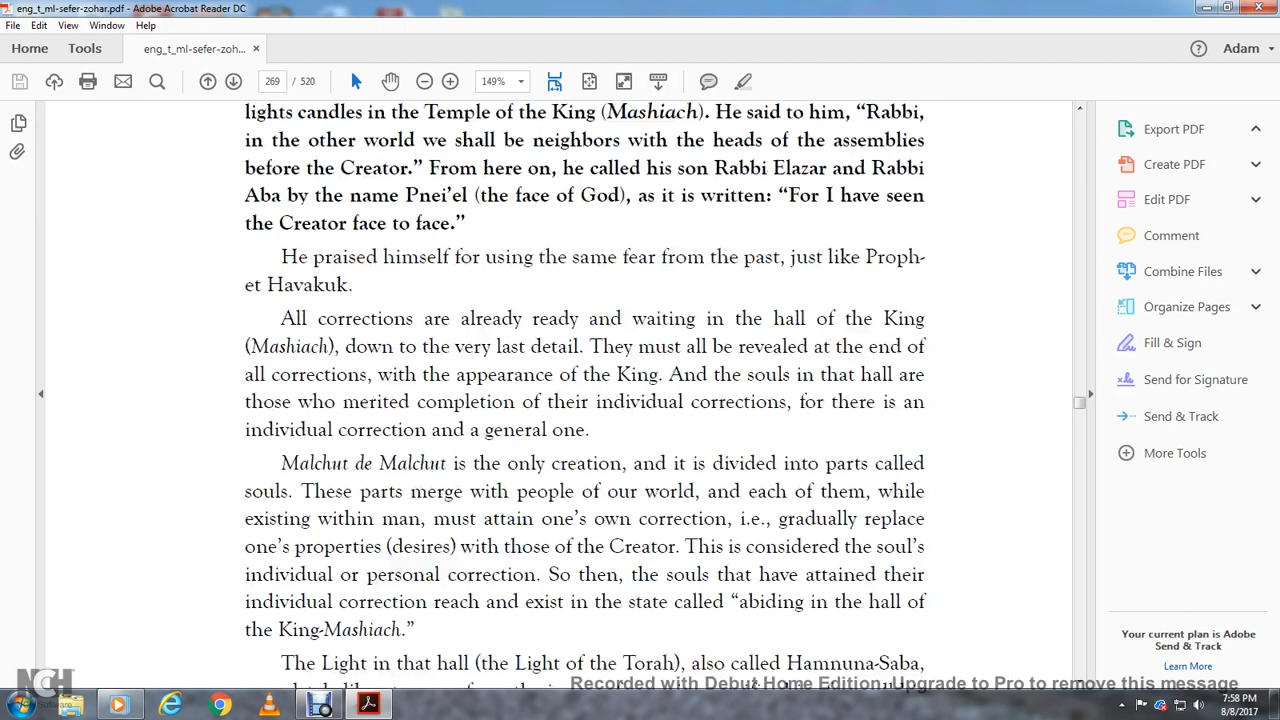 eng_t_ml-sefer-zohar.pdf - Adobe Acrobat Reader DC
File Edit View Window Help
Home Tools eng_t_ml-sefer-zoh... × Adam
269 / 520 149%
lights candles in the Temple of the King (Mashiach). He said to him, “Rabbi,
in the other world we shall be neighbors with the heads of the assemblies
before the Creator.” From here on, he called his son Rabbi Elazar and Rabbi
Aba by the name Pnei’el (the face of God), as it is written: “For I have seen
the Creator face to face.”
He praised himself for using the same fear from the past, just like Proph-
et Havakuk.
All corrections are already ready and waiting in the hall of the King
(Mashiach), down to the very last detail. They must all be revealed at the end of
all corrections, with the appearance of the King. And the souls in that hall are
those who merited completion of their individual corrections, for there is an
individual correction and a general one.
Malchut de Malchut is the only creation, and it is divided into parts called
souls. These parts merge with people of our world, and each of them, while
existing within man, must attain one’s own correction, i.e., gradually replace
one’s properties (desires) with those of the Creator. This is considered the soul’s
individual or personal correction. So then, the souls that have attained their
individual correction reach and exist in the state called “abiding in the hall of
the King-Mashiach.”
The Light in that hall (the Light of the Torah), also called Hamnuna-Saba,
Export PDF
Create PDF
Edit PDF
Comment
Combine Files
Organize Pages
Fill & Sign
Send for Signature
Send & Track
More Tools
Your current plan is Adobe
Send & Track
Learn More
NCH
Software
Recorded with Debut Home Edition. Upgrade to Pro to remove this message
7:58 PM
8/8/2017